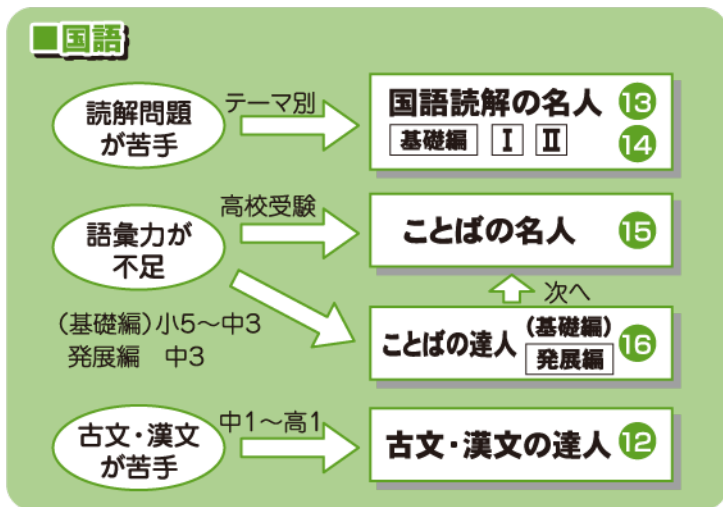 ■国語
読解問題
が苦手
テーマ別
国語読解の名人 13
基礎編 Ⅰ Ⅱ 14
語彙力が
不足
高校受験
ことばの名人 15
次へ
(基礎編)小5〜中3
発展編 中3
ことばの達人 (基礎編)
発展編 16
古文・漢文
が苦手
中1〜高1
古文・漢文の達人 12